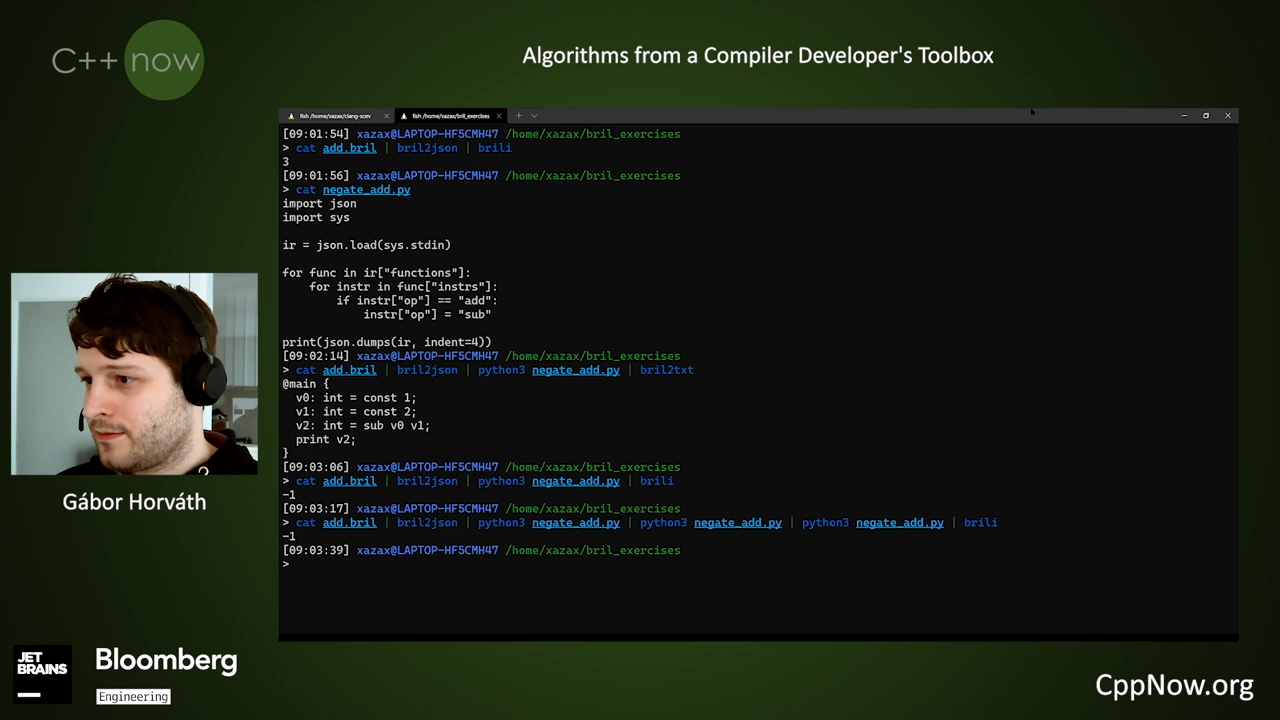 C++ now
Algorithms from a Compiler Developer's Toolbox
fish /home/xazax/clang-scev
fish /home/xazax/bril_exercises
[09:01:54] xazax@LAPTOP-HF5CMH47 /home/xazax/bril_exercises
> cat add.bril | bril2json | brili
3
[09:01:56] xazax@LAPTOP-HF5CMH47 /home/xazax/bril_exercises
> cat negate_add.py
import json
import sys
ir = json.load(sys.stdin)
for func in ir["functions"]:
    for instr in func["instrs"]:
        if instr["op"] == "add":
            instr["op"] = "sub"
print(json.dumps(ir, indent=4))
[09:02:14] xazax@LAPTOP-HF5CMH47 /home/xazax/bril_exercises
> cat add.bril | bril2json | python3 negate_add.py | bril2txt
@main {
  v0: int = const 1;
  v1: int = const 2;
  v2: int = sub v0 v1;
  print v2;
}
[09:03:06] xazax@LAPTOP-HF5CMH47 /home/xazax/bril_exercises
> cat add.bril | bril2json | python3 negate_add.py | brili
-1
[09:03:17] xazax@LAPTOP-HF5CMH47 /home/xazax/bril_exercises
> cat add.bril | bril2json | python3 negate_add.py | python3 negate_add.py | python3 negate_add.py | brili
-1
[09:03:39] xazax@LAPTOP-HF5CMH47 /home/xazax/bril_exercises
>
Gábor Horváth
JET
BRAINS
Bloomberg
Engineering
CppNow.org